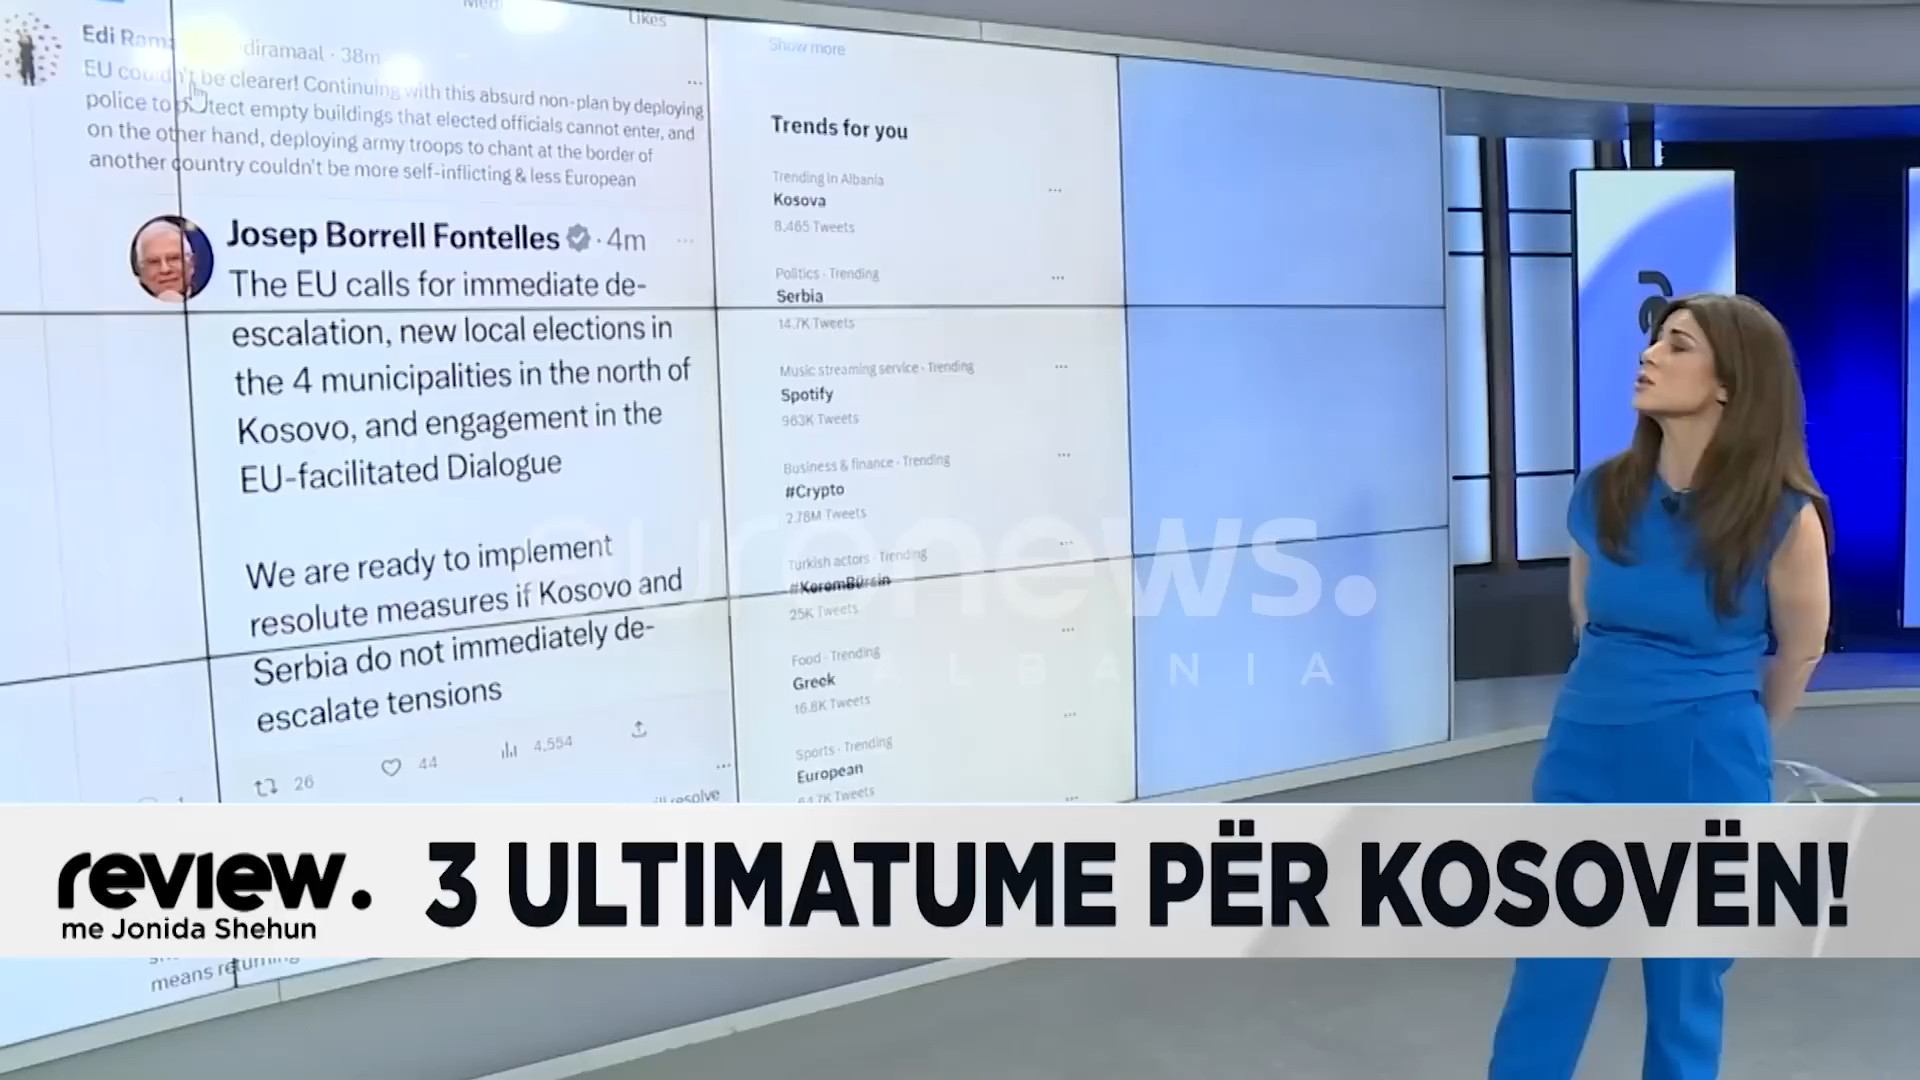 Likes
Edi Rama diramaal · 38m
EU couldn't be clearer! Continuing with this absurd non-plan by deploying
police to protect empty buildings that elected officials cannot enter, and
on the other hand, deploying army troops to chant at the border of
another country couldn't be more self-inflicting & less European
Josep Borrell Fontelles · 4m
The EU calls for immediate de-
escalation, new local elections in
the 4 municipalities in the north of
Kosovo, and engagement in the
EU-facilitated Dialogue
We are ready to implement
resolute measures if Kosovo and
Serbia do not immediately de-
escalate tensions
26 44 4,554
resolve
means returning
Show more
Trends for you
Trending in Albania
Kosova
8,465 Tweets
Politics · Trending
Serbia
14.7K Tweets
Music streaming service · Trending
Spotify
963K Tweets
Business & finance · Trending
#Crypto
2.78M Tweets
Turkish actors · Trending
#KeremBürsin
25K Tweets
Food · Trending
Greek
16.8K Tweets
Sports · Trending
European
64.7K Tweets
euronews.
ALBANIA
review.
me Jonida Shehun
3 ULTIMATUME PËR KOSOVËN!